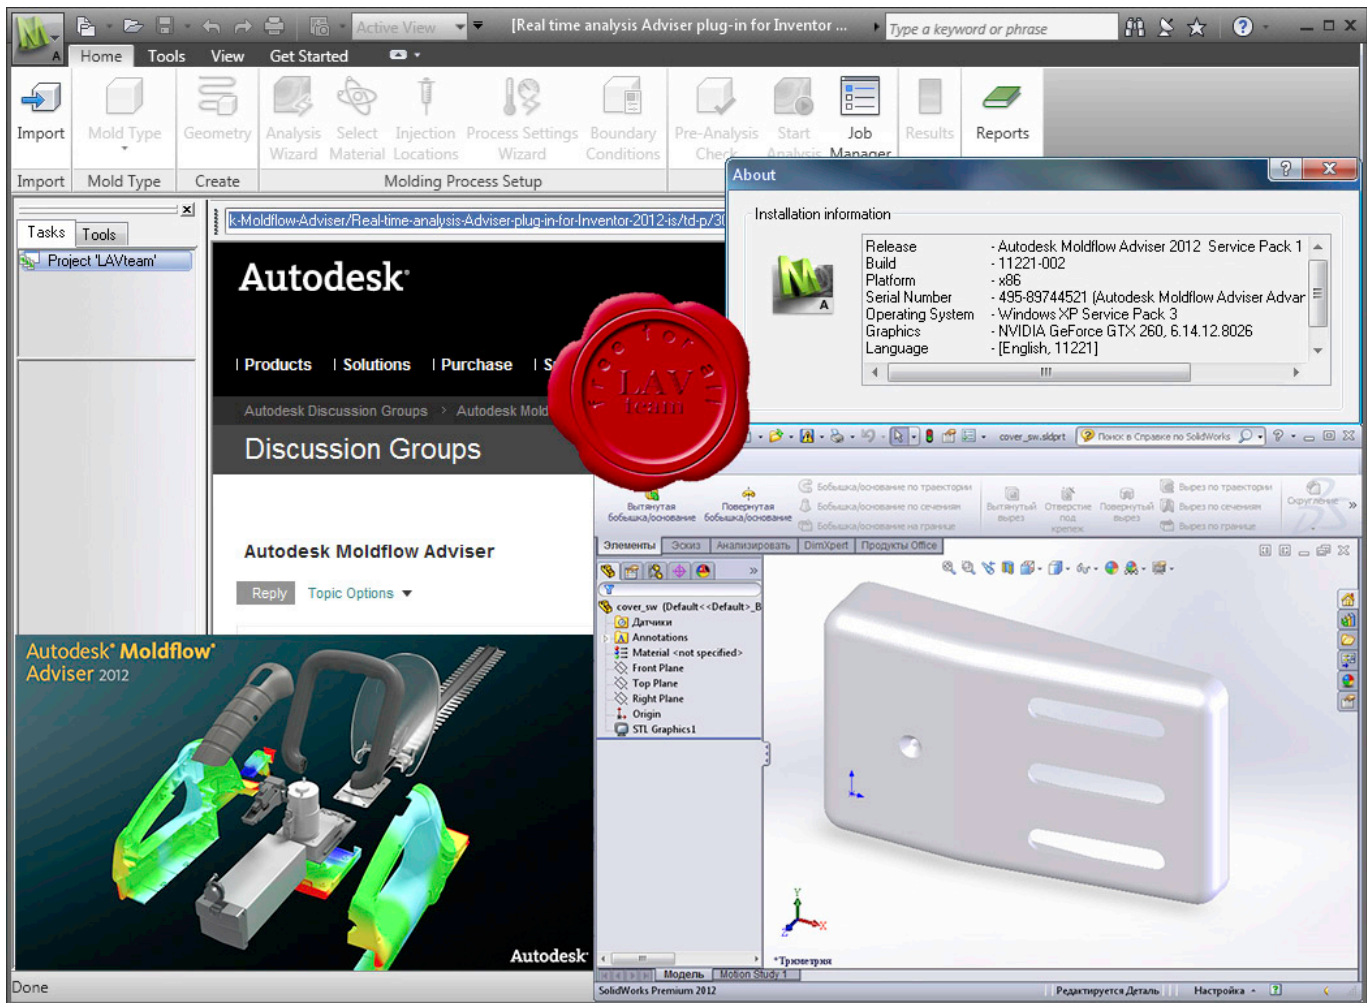 Active View
[Real time analysis Adviser plug-in for Inventor ...
Type a keyword or phrase
A
Home Tools View Get Started
Import Mold Type Geometry Analysis Wizard Select Material Injection Locations Process Settings Wizard Boundary Conditions Pre-Analysis Check Start Analysis Job Manager Results Reports
Import Mold Type Create Molding Process Setup
Tasks Tools
Project 'LAVteam'
k-Moldflow-Adviser/Real-time-analysis-Adviser-plug-in-for-Inventor-2012-is/td-p/30
Autodesk
| Products | Solutions | Purchase | S
Autodesk Discussion Groups > Autodesk Mold
Discussion Groups
Autodesk Moldflow Adviser
Reply Topic Options
free for all
LAV
team
About
Installation information
Release - Autodesk Moldflow Adviser 2012 Service Pack 1
Build - 11221-002
Platform - x86
Serial Number - 495-89744521 (Autodesk Moldflow Adviser Advar
Operating System - Windows XP Service Pack 3
Graphics - NVIDIA GeForce GTX 260, 6.14.12.8026
Language - [English, 11221]
A
cover_sw.sldprt Поиск в Справке по SolidWorks
Вытянутая бобышка/основание
Повернутая бобышка/основание
Бобышка/основание по траектории
Бобышка/основание по сечениям
Бобышка/основание на границе
Вытянутый вырез
Отверстие под крепеж
Повернутый вырез
Вырез по траектории
Вырез по сечениям
Вырез по границе
Скругление
Элементы Эскиз Анализировать DimXpert Продукты Office
cover_sw (Default<<Default>_B
Датчики
Annotations
Material <not specified>
Front Plane
Top Plane
Right Plane
Origin
STL Graphics1
Y
X
Z
*Триметрия
Модель Motion Study 1
SolidWorks Premium 2012 Редактируется Деталь Настройка
Autodesk Moldflow
Adviser 2012
Autodesk
Done